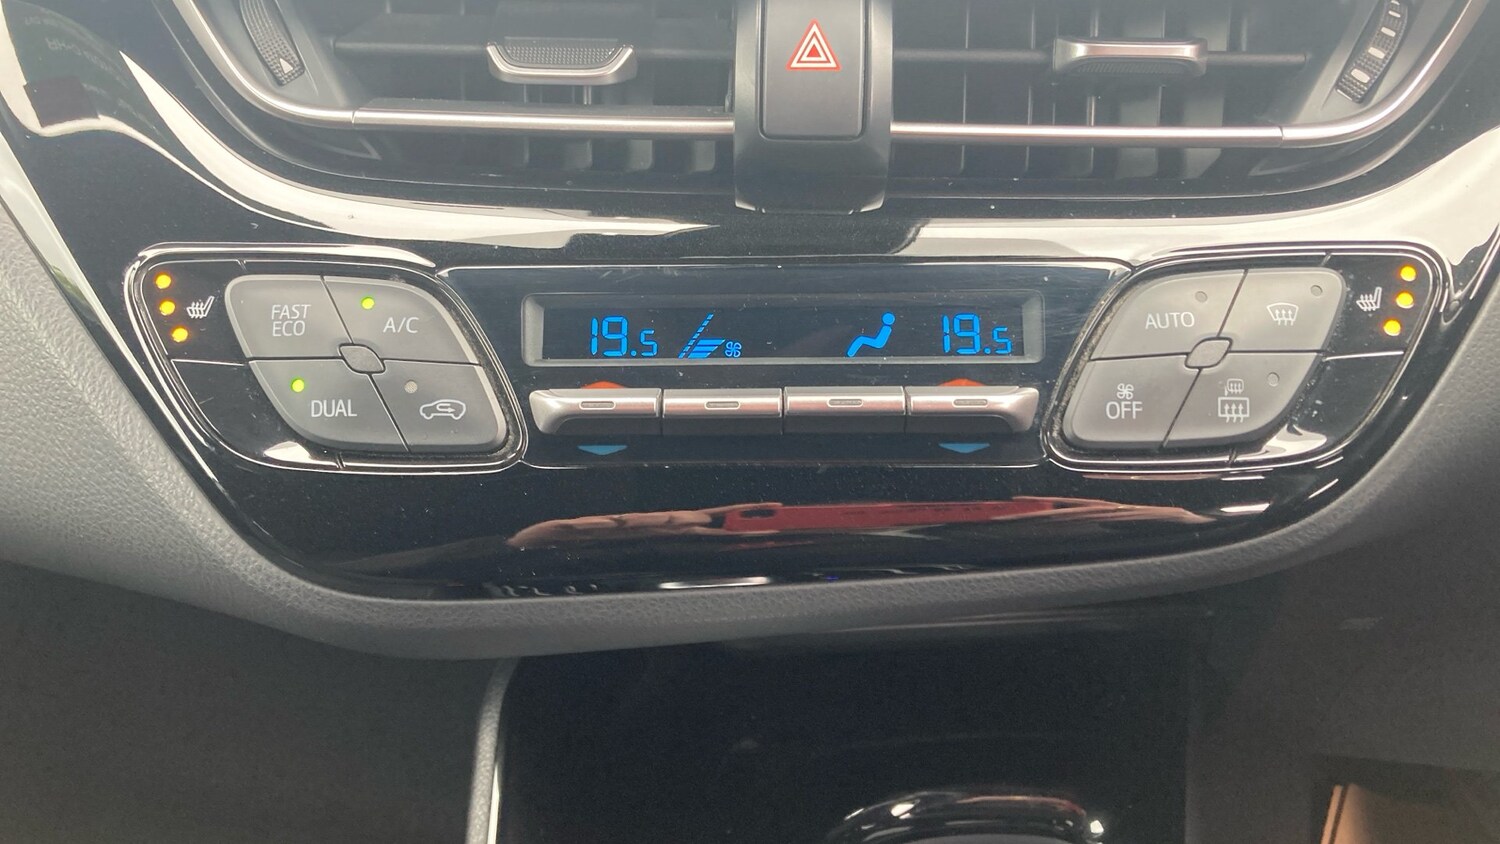 FAST
ECO
A/C
DUAL
19.5
19.5
AUTO
OFF